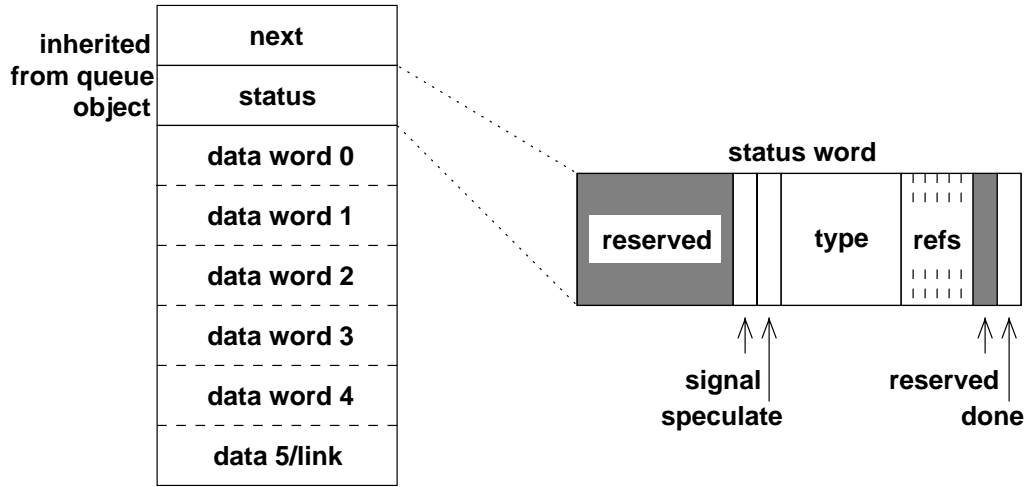 inherited
from queue
object
next
status
data word 0
data word 1
data word 2
data word 3
data word 4
data 5/link
status word
reserved
type
refs
signal
speculate
reserved
done